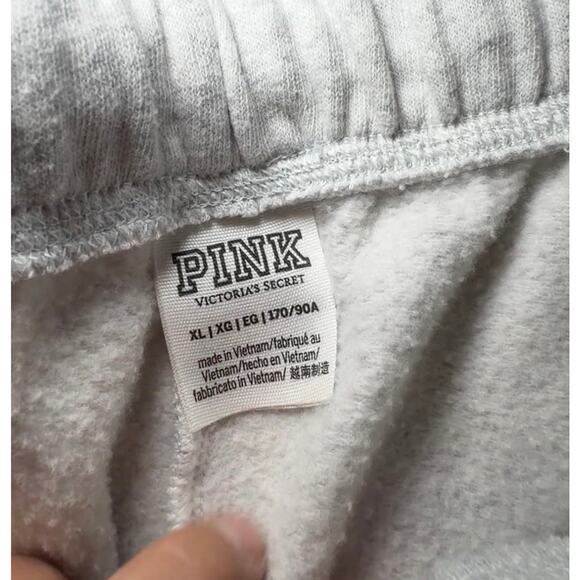 PINK
VICTORIA'S SECRET
XL | XG | EG | 170/90A
made in Vietnam/fabriqué au
Vietnam/hecho en Vietnam/
fabbricato in Vietnam/ 越南制造